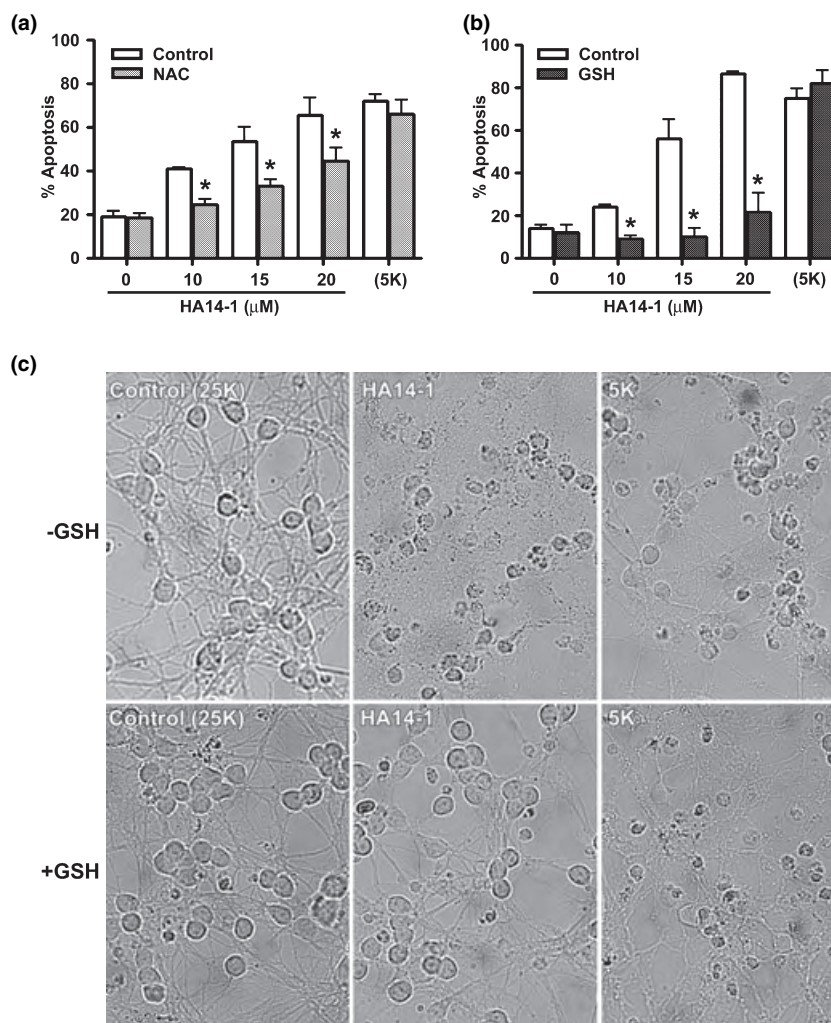 (a)
100
80
60
40
20
0
% Apoptosis
Control
NAC
*
*
*
0 10 15 20 (5K)
HA14-1 (μM)
(b)
100
80
60
40
20
0
% Apoptosis
Control
GSH
*
*
*
0 10 15 20 (5K)
HA14-1 (μM)
(c)
-GSH
Control (25K) HA14-1 5K
+GSH
Control (25K) HA14-1 5K